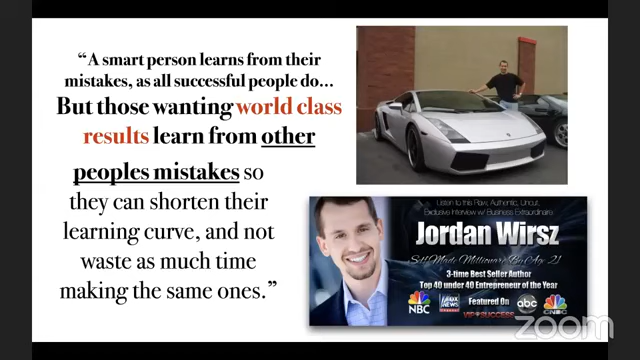 “A smart person learns from their
mistakes, as all successful people do...
But those wanting world class
results learn from other
peoples mistakes so
they can shorten their
learning curve, and not
waste as much time
making the same ones.”
Listen to this Raw, Authentic, Uncut,
Exclusive Interview w/ Business Extraordinaire
Jordan Wirsz
Self Made Millionaire By Age 21
3-time Best Seller Author
Top 40 under 40 Entrepreneur of the Year
NBC
FOX
NEWS
Featured On
VIP SUCCESS
abc
CNBC
zoom